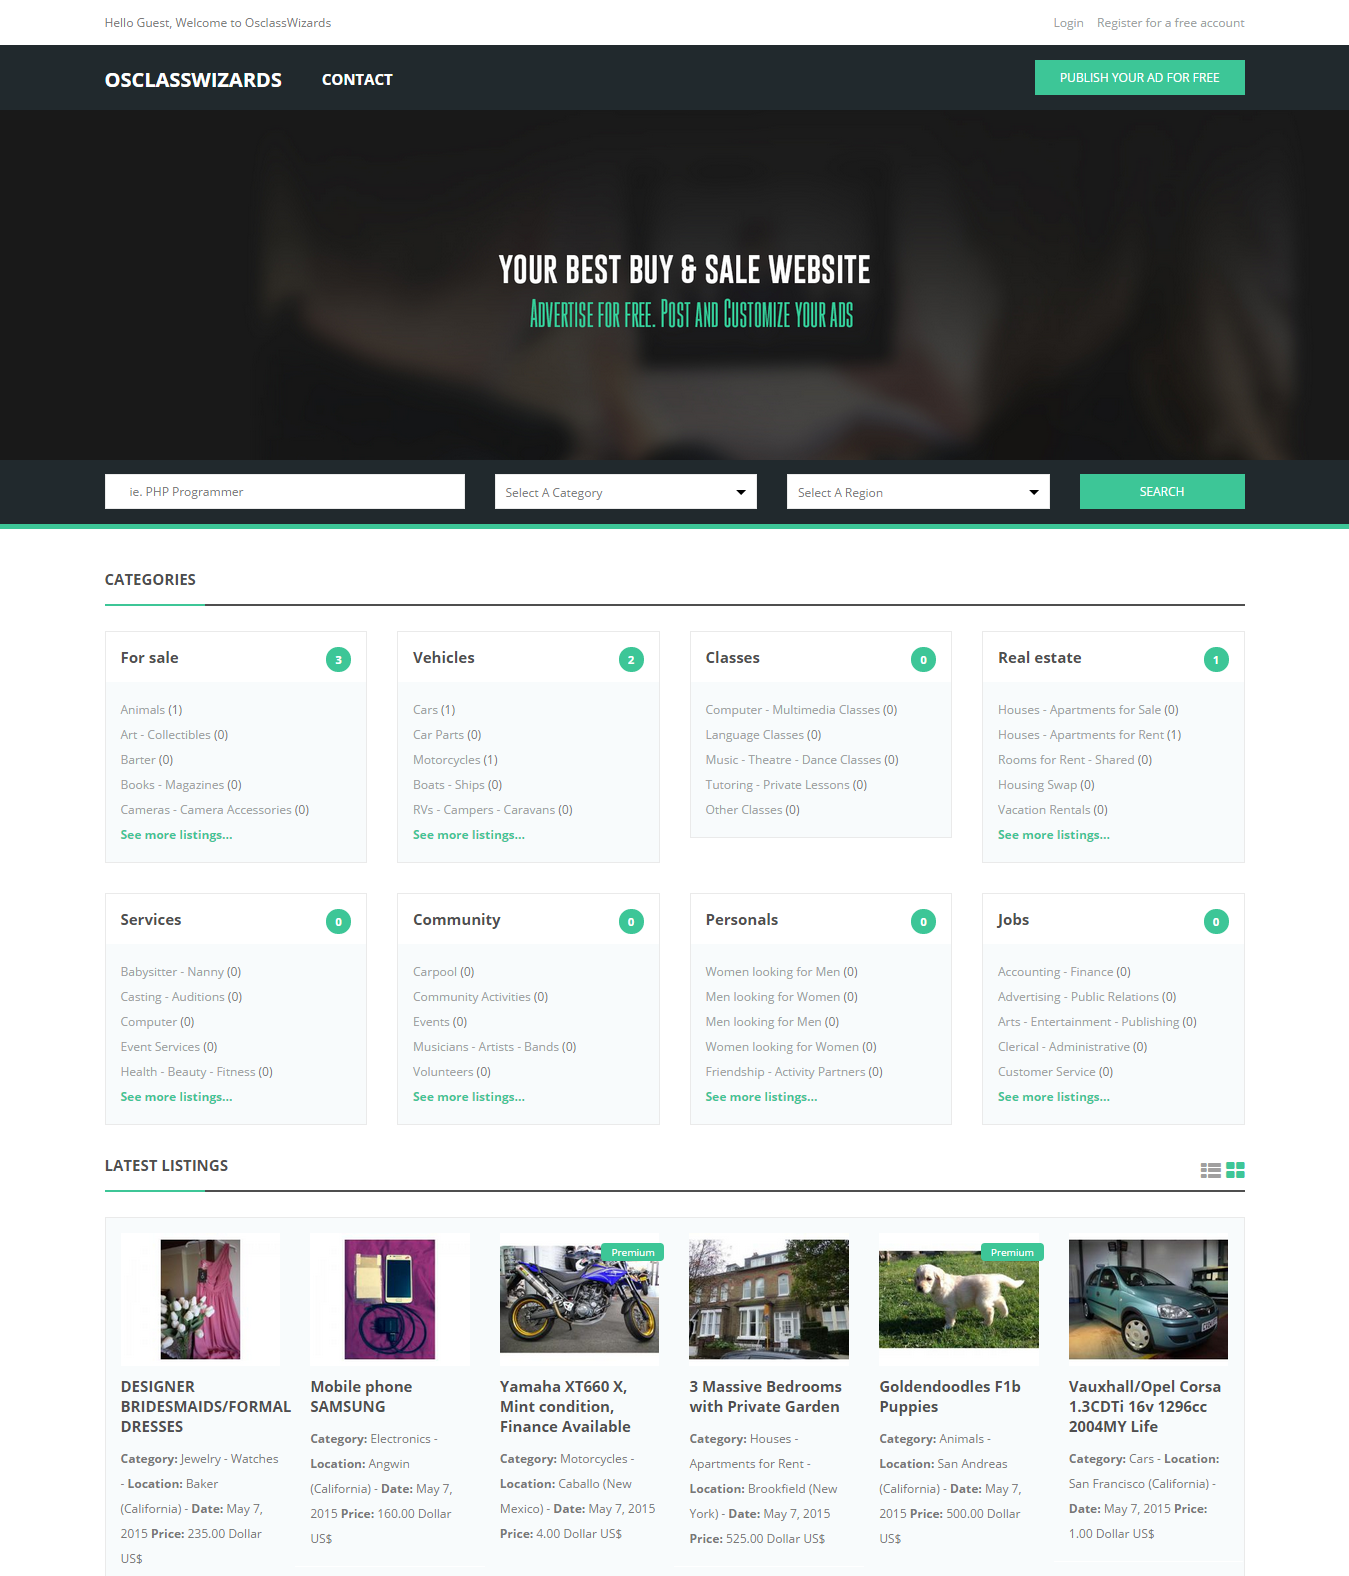 Hello Guest, Welcome to OsclassWizards
Login Register for a free account
OSCLASSWIZARDS CONTACT PUBLISH YOUR AD FOR FREE
YOUR BEST BUY & SALE WEBSITE
Advertise for free. Post and Customize your ads
ie. PHP Programmer Select A Category Select A Region SEARCH
CATEGORIES
For sale 3
Animals (1)
Art - Collectibles (0)
Barter (0)
Books - Magazines (0)
Cameras - Camera Accessories (0)
See more listings...
Vehicles 2
Cars (1)
Car Parts (0)
Motorcycles (1)
Boats - Ships (0)
RVs - Campers - Caravans (0)
See more listings...
Classes 0
Computer - Multimedia Classes (0)
Language Classes (0)
Music - Theatre - Dance Classes (0)
Tutoring - Private Lessons (0)
Other Classes (0)
Real estate 1
Houses - Apartments for Sale (0)
Houses - Apartments for Rent (1)
Rooms for Rent - Shared (0)
Housing Swap (0)
Vacation Rentals (0)
See more listings...
Services 0
Babysitter - Nanny (0)
Casting - Auditions (0)
Computer (0)
Event Services (0)
Health - Beauty - Fitness (0)
See more listings...
Community 0
Carpool (0)
Community Activities (0)
Events (0)
Musicians - Artists - Bands (0)
Volunteers (0)
See more listings...
Personals 0
Women looking for Men (0)
Men looking for Women (0)
Men looking for Men (0)
Women looking for Women (0)
Friendship - Activity Partners (0)
See more listings...
Jobs 0
Accounting - Finance (0)
Advertising - Public Relations (0)
Arts - Entertainment - Publishing (0)
Clerical - Administrative (0)
Customer Service (0)
See more listings...
LATEST LISTINGS
DESIGNER
BRIDESMAIDS/FORMAL
DRESSES
Category: Jewelry - Watches
- Location: Baker
(California) - Date: May 7,
2015 Price: 235.00 Dollar
US$
Mobile phone
SAMSUNG
Category: Electronics -
Location: Angwin
(California) - Date: May 7,
2015 Price: 160.00 Dollar
US$
Premium
Yamaha XT660 X,
Mint condition,
Finance Available
Category: Motorcycles -
Location: Caballo (New
Mexico) - Date: May 7, 2015
Price: 4.00 Dollar US$
3 Massive Bedrooms
with Private Garden
Category: Houses -
Apartments for Rent -
Location: Brookfield (New
York) - Date: May 7, 2015
Price: 525.00 Dollar US$
Premium
Goldendoodles F1b
Puppies
Category: Animals -
Location: San Andreas
(California) - Date: May 7,
2015 Price: 500.00 Dollar
US$
Vauxhall/Opel Corsa
1.3CDTi 16v 1296cc
2004MY Life
Category: Cars - Location:
San Francisco (California) -
Date: May 7, 2015 Price:
1.00 Dollar US$